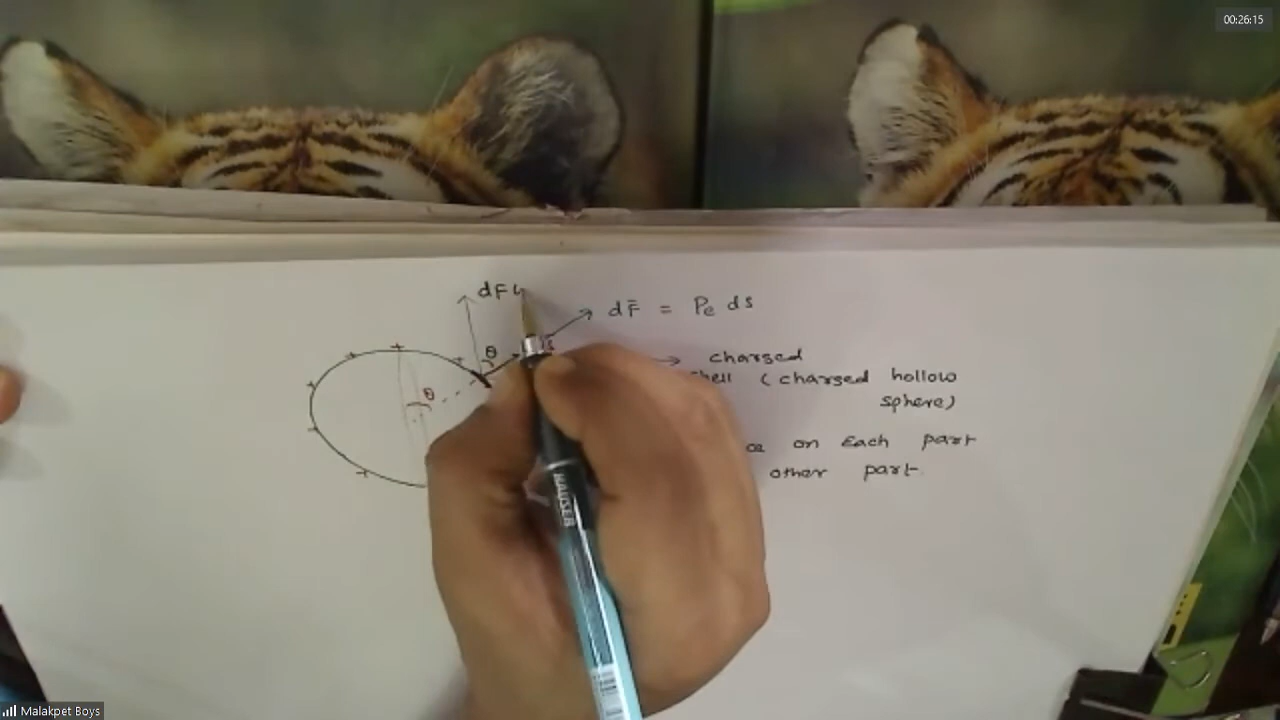 00:26:15
dF
dF̄ = Pe ds
θ
θ
→ charged
shell (charged hollow
sphere)
on Each part
other part.
HAUSER
Malakpet Boys